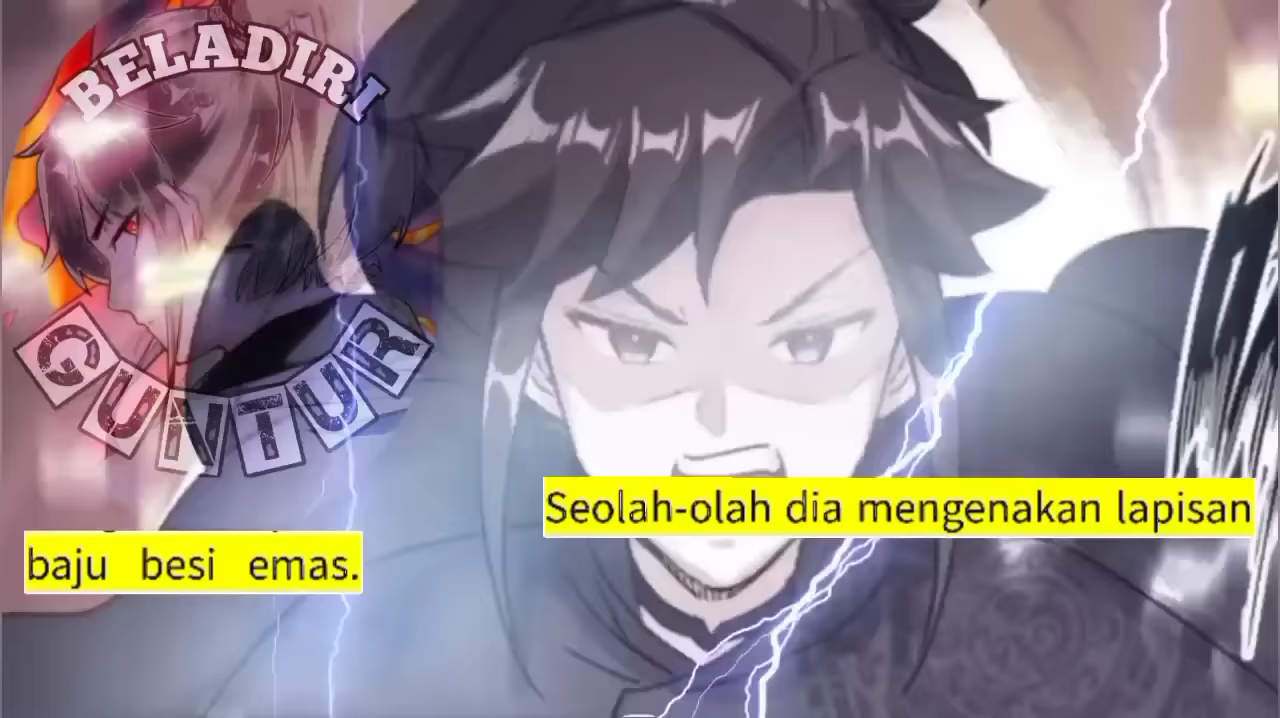 BELADIRI
GUNTUR
Seolah-olah dia mengenakan lapisan
baju besi emas.